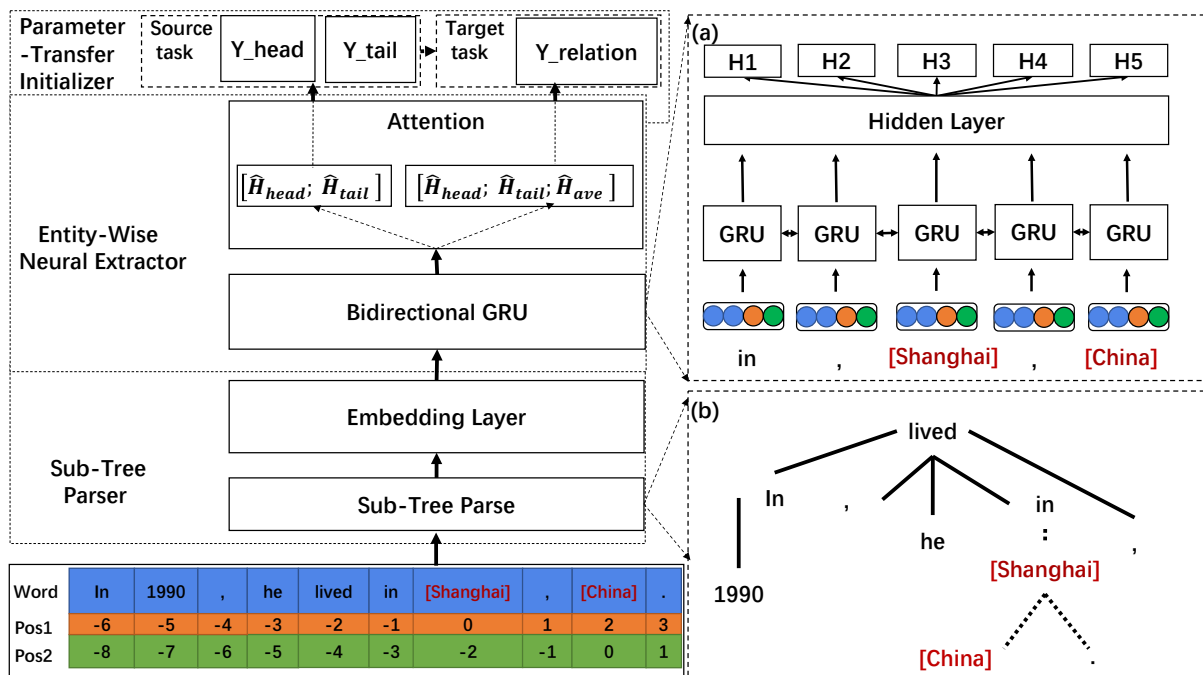 Parameter
-Transfer
Initializer
Source
task
Y_head
Y_tail
Target
task
Y_relation
Attention
[Ĥhead; Ĥtail ]
[Ĥhead; Ĥtail;Ĥave ]
Entity-Wise
Neural Extractor
Bidirectional GRU
Embedding Layer
Sub-Tree
Parser
Sub-Tree Parse
Word In 1990 , he lived in [Shanghai] , [China] .
Pos1 -6 -5 -4 -3 -2 -1 0 1 2 3
Pos2 -8 -7 -6 -5 -4 -3 -2 -1 0 1
(a)
H1 H2 H3 H4 H5
Hidden Layer
GRU GRU GRU GRU GRU
in , [Shanghai] , [China]
(b)
lived
In , in
he ,
[Shanghai]
1990
[China] .